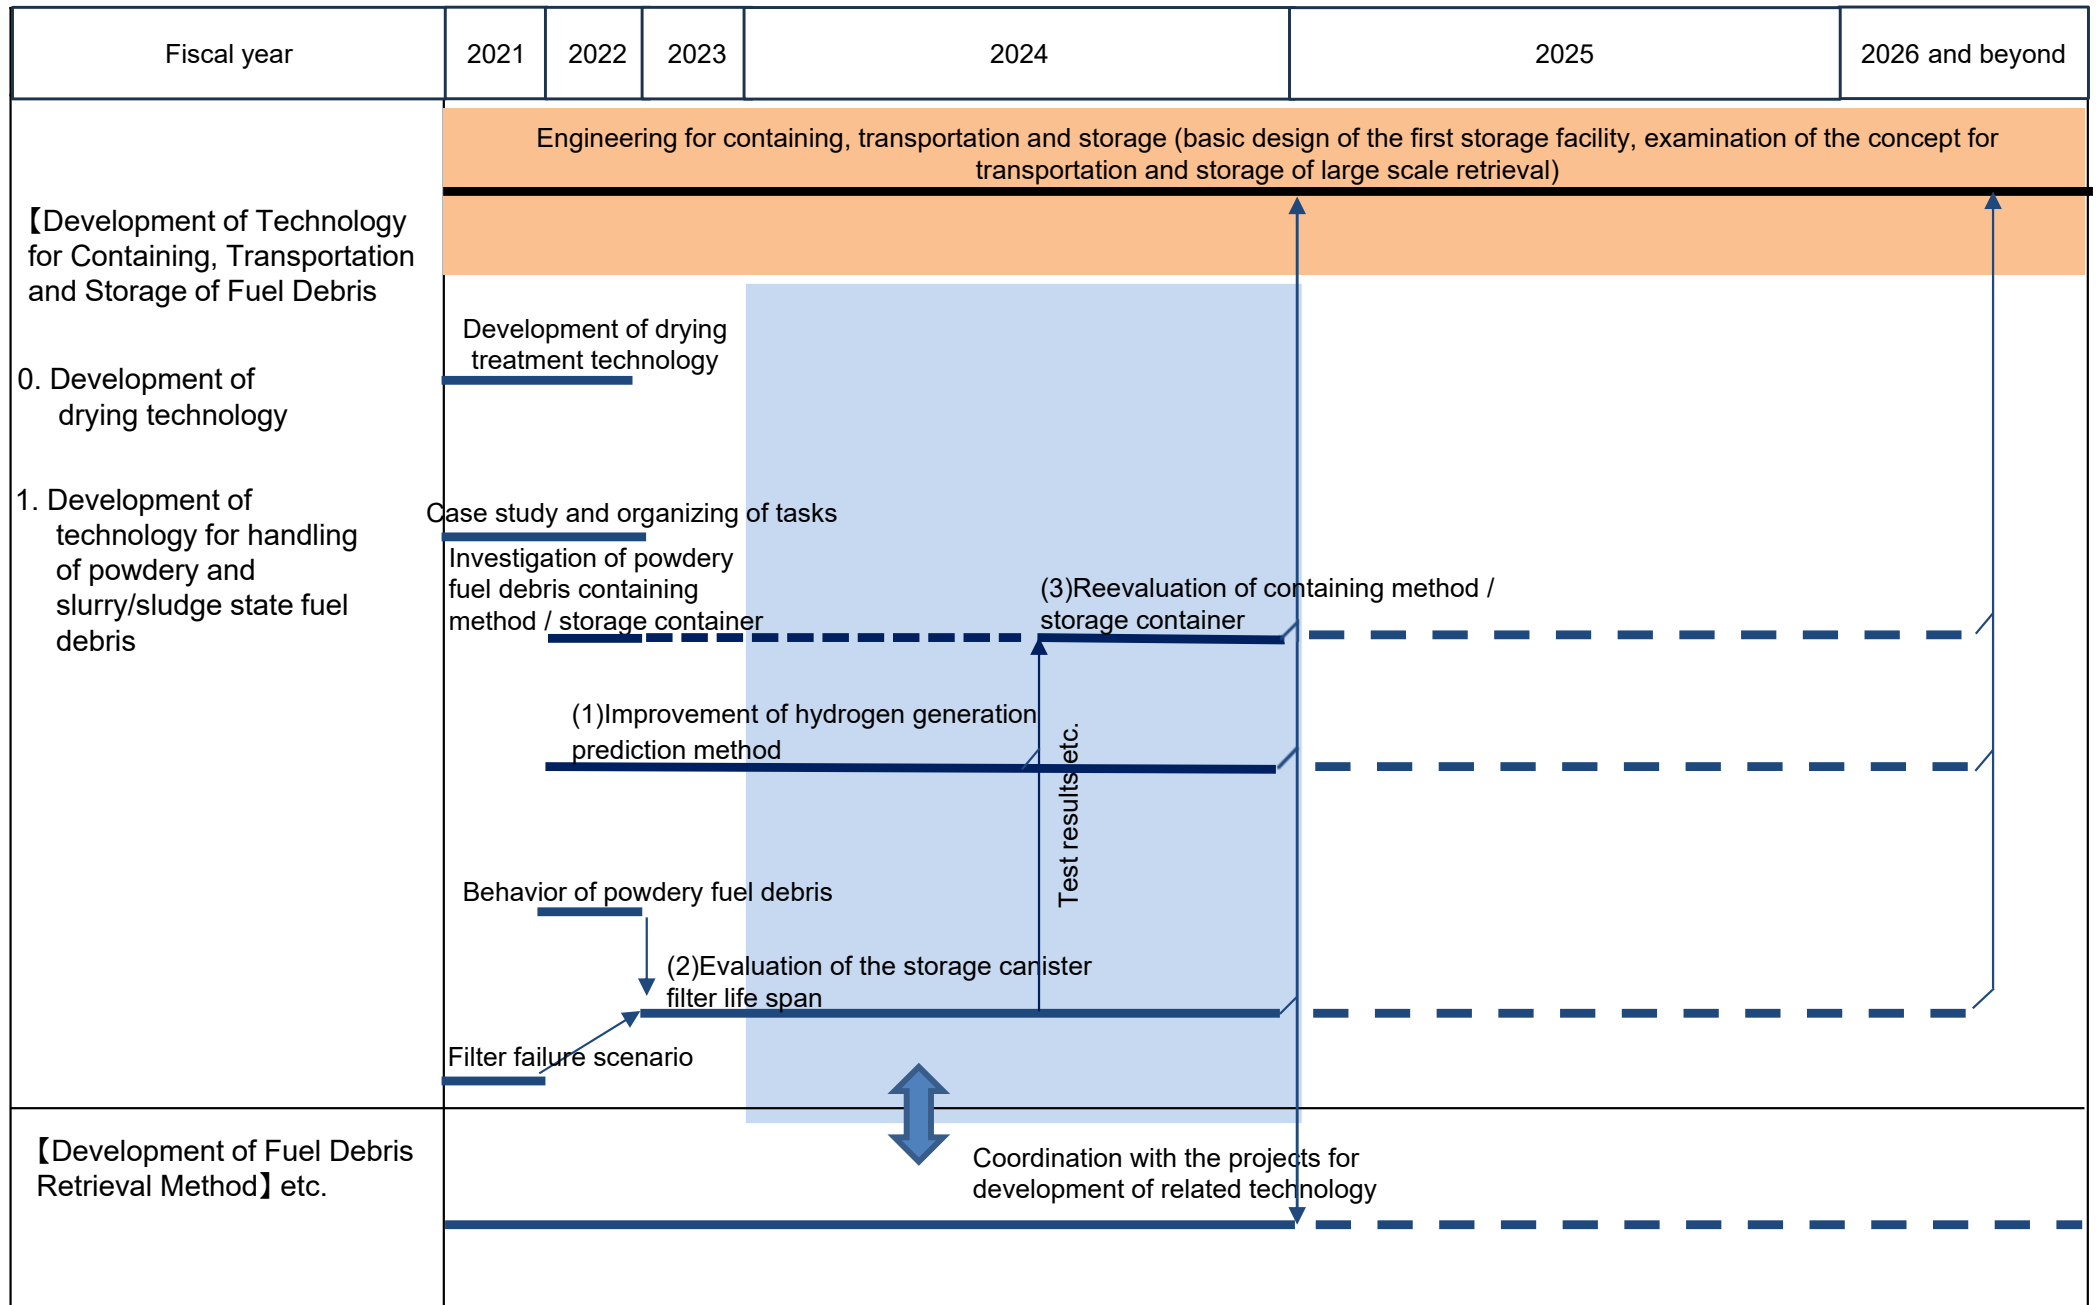 Fiscal year
2021
2022
2023
2024
2025
2026 and beyond
Engineering for containing, transportation and storage (basic design of the first storage facility, examination of the concept for
transportation and storage of large scale retrieval)
【Development of Technology
for Containing, Transportation
and Storage of Fuel Debris
0. Development of
drying technology
1. Development of
technology for handling
of powdery and
slurry/sludge state fuel
debris
Development of drying
treatment technology
Case study and organizing of tasks
Investigation of powdery
fuel debris containing
method / storage container
(3)Reevaluation of containing method /
storage container
(1)Improvement of hydrogen generation
prediction method
Test results etc.
Behavior of powdery fuel debris
(2)Evaluation of the storage canister
filter life span
Filter failure scenario
【Development of Fuel Debris
Retrieval Method】etc.
Coordination with the projects for
development of related technology